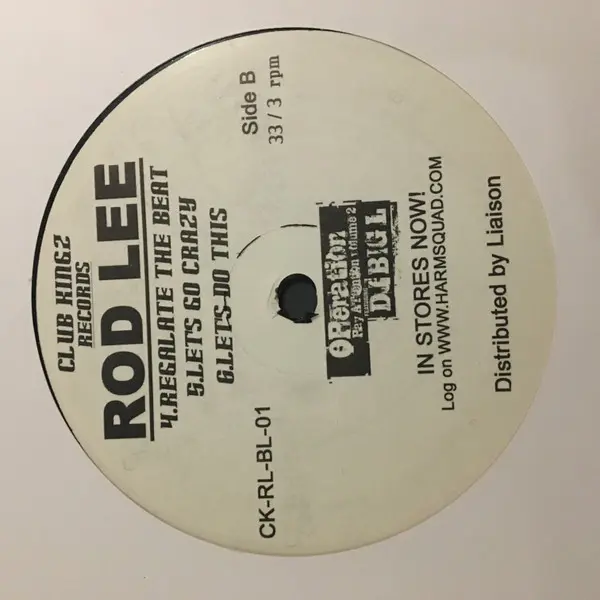 CLUB KINGZ
RECORDS
ROD LEE
4.REGALATE THE BEAT
5.LETS GO CRAZY
6.LET'S DO THIS
CK-RL-BL-01
Side B
33/3 rpm
OPeration
Pay Attention Volume 2
DJ BIG L
IN STORES NOW!
Log on WWW.HARMSQUAD.COM
Distributed by Liaison